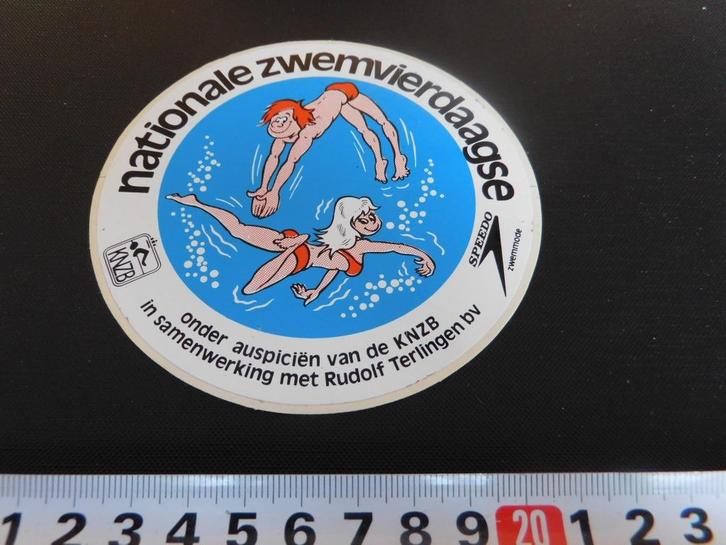 nationale zwemvierdaagse
KNZB
SPEEDO
zwemmode
onder auspiciën van de KNZB
in samenwerking met Rudolf Terlingen bv
1 2 3 4 5 6 7 8 9 20 1 2 3